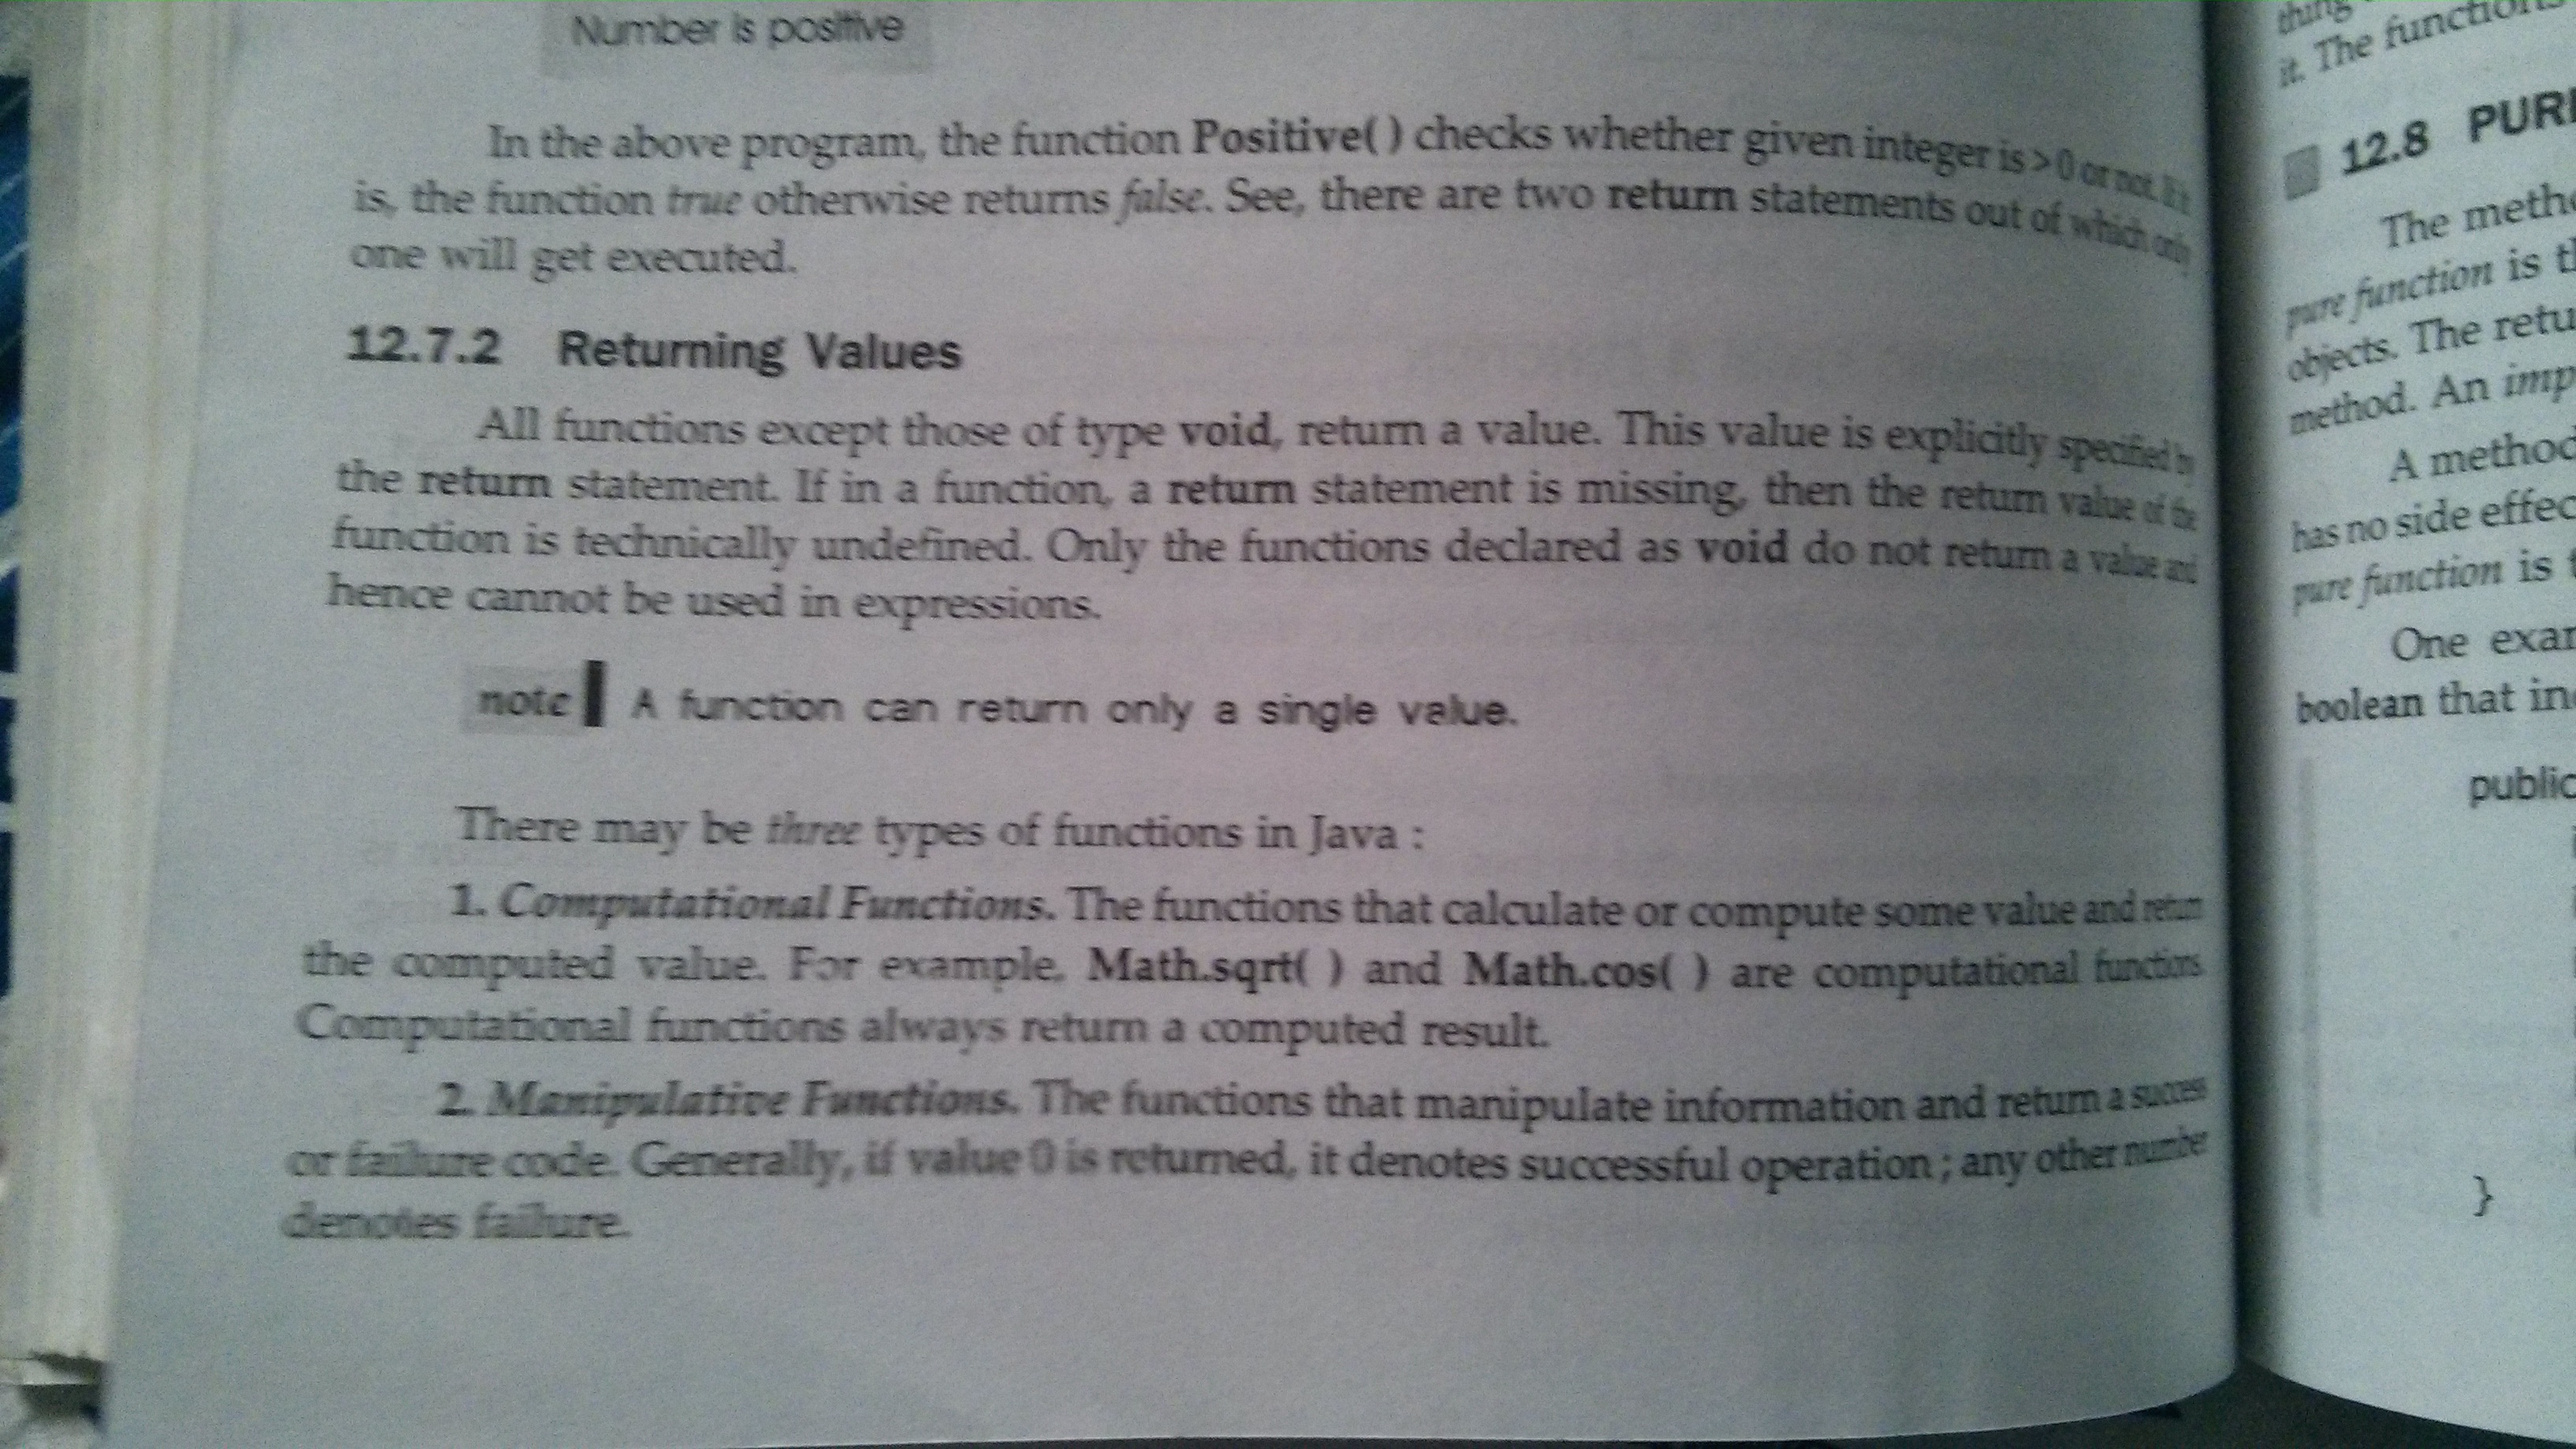 Number is positive
In the above program, the function Positive( ) checks whether given integer is > 0 or not. If it
is, the function true otherwise returns false. See, there are two return statements out of which only
one will get executed.
12.7.2 Returning Values
All functions except those of type void, return a value. This value is explicitly specified by
the return statement. If in a function, a return statement is missing, then the return value of the
function is technically undefined. Only the functions declared as void do not return a value and
hence cannot be used in expressions.
note A function can return only a single value.
There may be three types of functions in Java :
1. Computational Functions. The functions that calculate or compute some value and return
the computed value. For example, Math.sqrt( ) and Math.cos( ) are computational functions.
Computational functions always return a computed result.
2. Manipulative Functions. The functions that manipulate information and return a success
or failure code. Generally, if value 0 is returned, it denotes successful operation ; any other number
denotes failure.
thing
it. The function
12.8 PUR
The meth
pure function is t
objects. The retu
method. An imp
A method
has no side effec
pure function is t
One exa
boolean that in
public
}